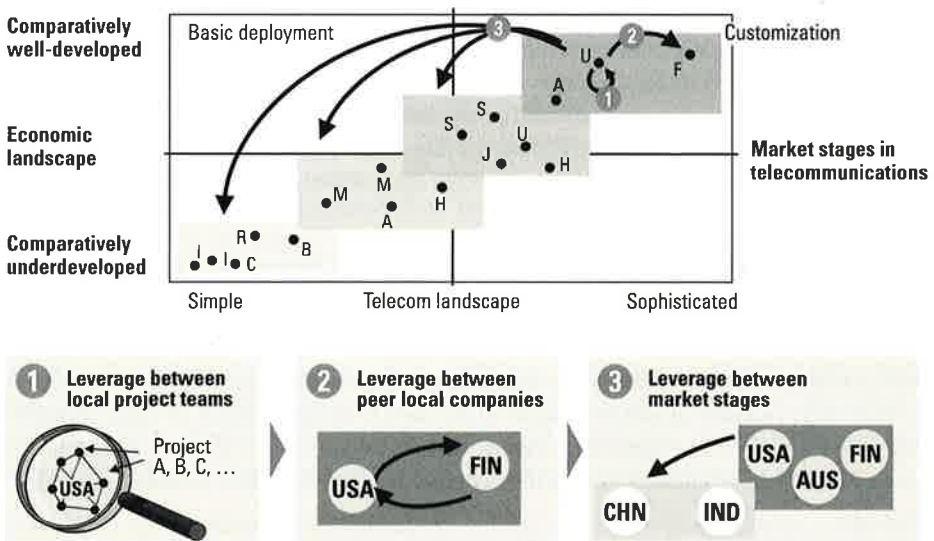 Comparatively
well-developed
Basic deployment
3
2
Customization
U
F
1
A
S
S
U
Economic
landscape
J
H
Market stages in
telecommunications
M
M
H
A
R
B
Comparatively
underdeveloped
I
I
C
Simple
Telecom landscape
Sophisticated
1
Leverage between
local project teams
Project
A, B, C, ...
USA
2
Leverage between
peer local companies
FIN
USA
3
Leverage between
market stages
USA
FIN
AUS
CHN
IND